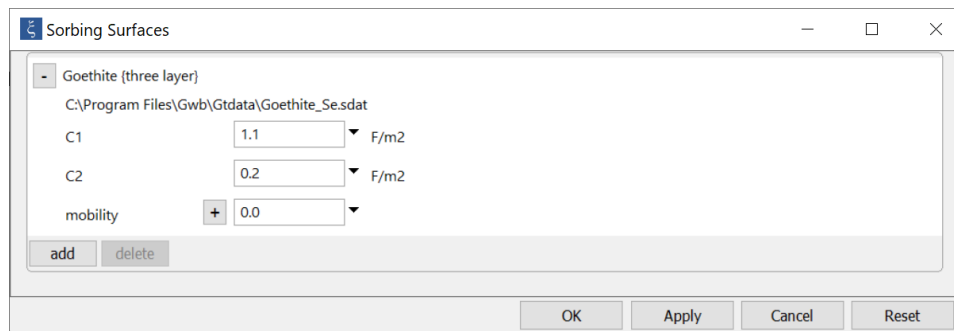 ξ Sorbing Surfaces
- Goethite {three layer}
C:\Program Files\Gwb\Gtdata\Goethite_Se.sdat
C1 1.1 F/m2
C2 0.2 F/m2
mobility + 0.0
add delete
OK Apply Cancel Reset